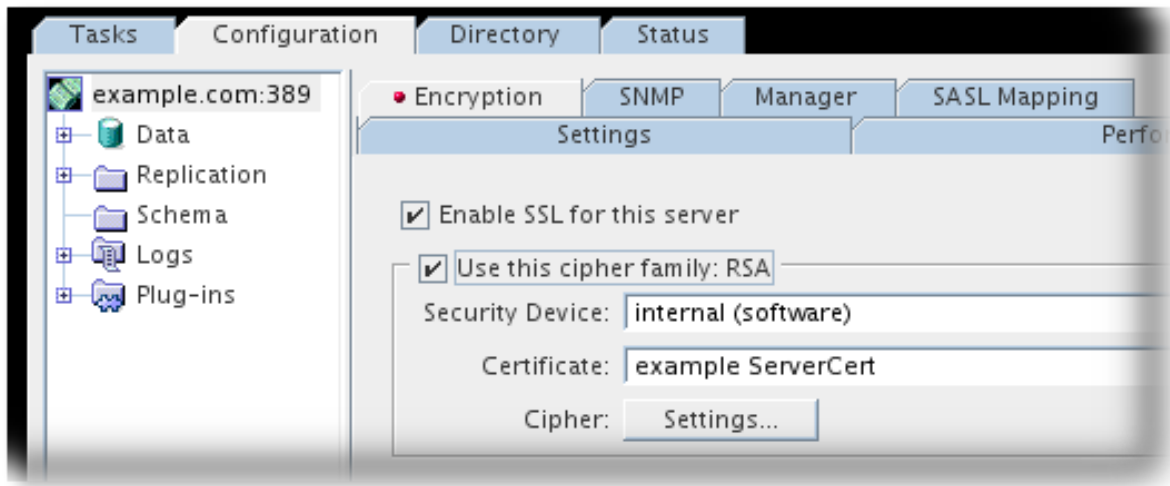 Tasks Configuration Directory Status
example.com:389
Data
Replication
Schema
Logs
Plug-ins
Encryption SNMP Manager SASL Mapping
Settings
Enable SSL for this server
Use this cipher family: RSA
Security Device: internal (software)
Certificate: example ServerCert
Cipher: Settings...